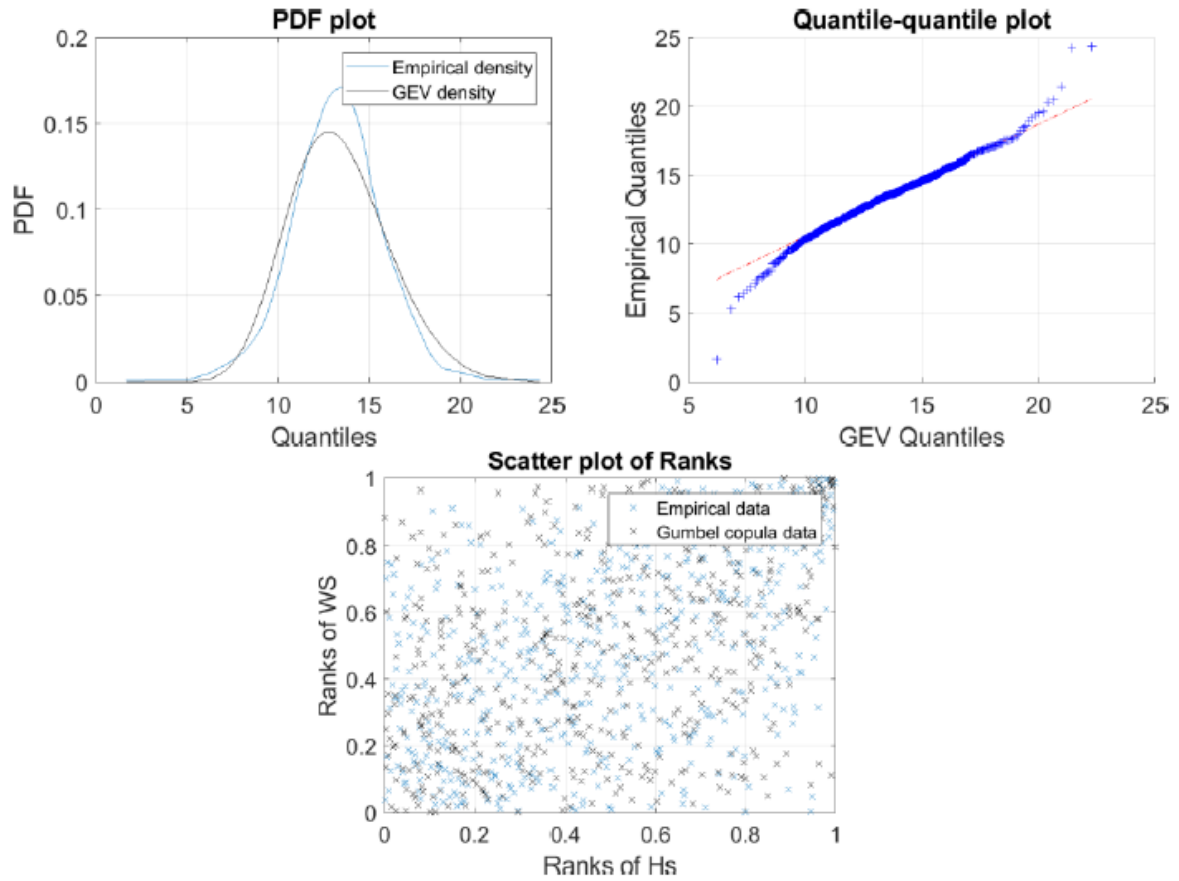 PDF plot
0.2
0.15
0.1
0.05
0
PDF
Empirical density
GEV density
0 5 10 15 20 25
Quantiles
Quantile-quantile plot
25
20
15
10
5
0
Empirical Quantiles
5 10 15 20 25
GEV Quantiles
Scatter plot of Ranks
1
0.8
0.6
0.4
0.2
0
Ranks of WS
Empirical data
Gumbel copula data
0 0.2 0.4 0.6 0.8 1
Ranks of Hs